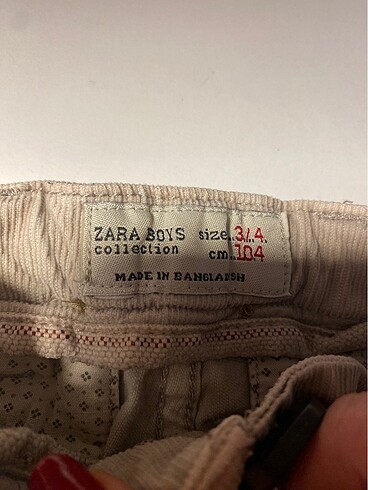 ZARA BOYS size..3/4..
collection cm..104
MADE IN BANGLADESH